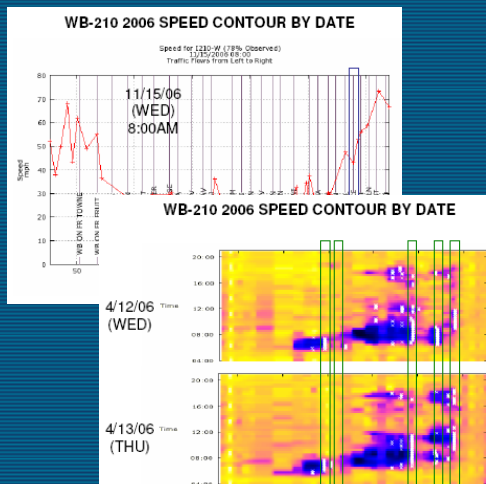 WB-210 2006 SPEED CONTOUR BY DATE
Speed for I210-W (78% Observed)
11/15/2006 08:00
Traffic Flows from Left to Right
80
70
60
50
40
30
20
10
0
Speed
mph
11/15/06
(WED)
8:00AM
WB ON FR TOWNE
WB ON FR FRUIT
50
WB-210 2006 SPEED CONTOUR BY DATE
4/12/06
(WED)
Time
20:00
16:00
12:00
08:00
04:00
4/13/06
(THU)
Time
20:00
16:00
12:00
08:00